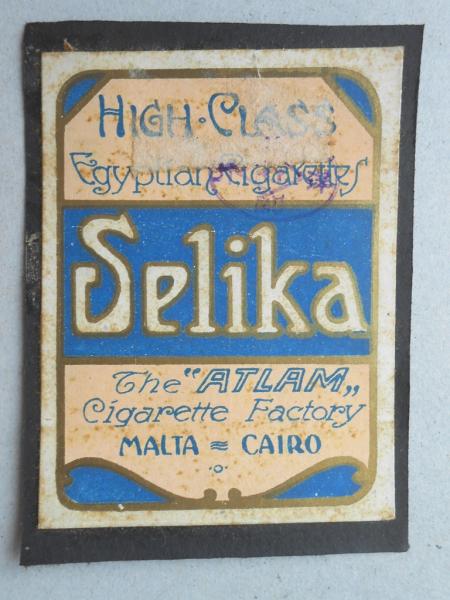 HIGH·CLASS
Egyptian Cigarettes
Selika
The "ATLAM„
Cigarette Factory
MALTA ≈ CAIRO